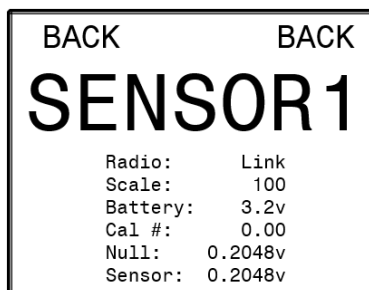 BACK BACK
SENSOR1
Radio: Link
Scale: 100
Battery: 3.2v
Cal #: 0.00
Null: 0.2048v
Sensor: 0.2048v